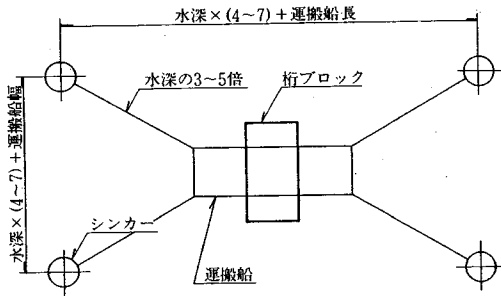 水深×(4~7)+運搬船長
水深の3~5倍
桁ブロック
水深×(4~7)+運搬船幅
シンカー
運搬船